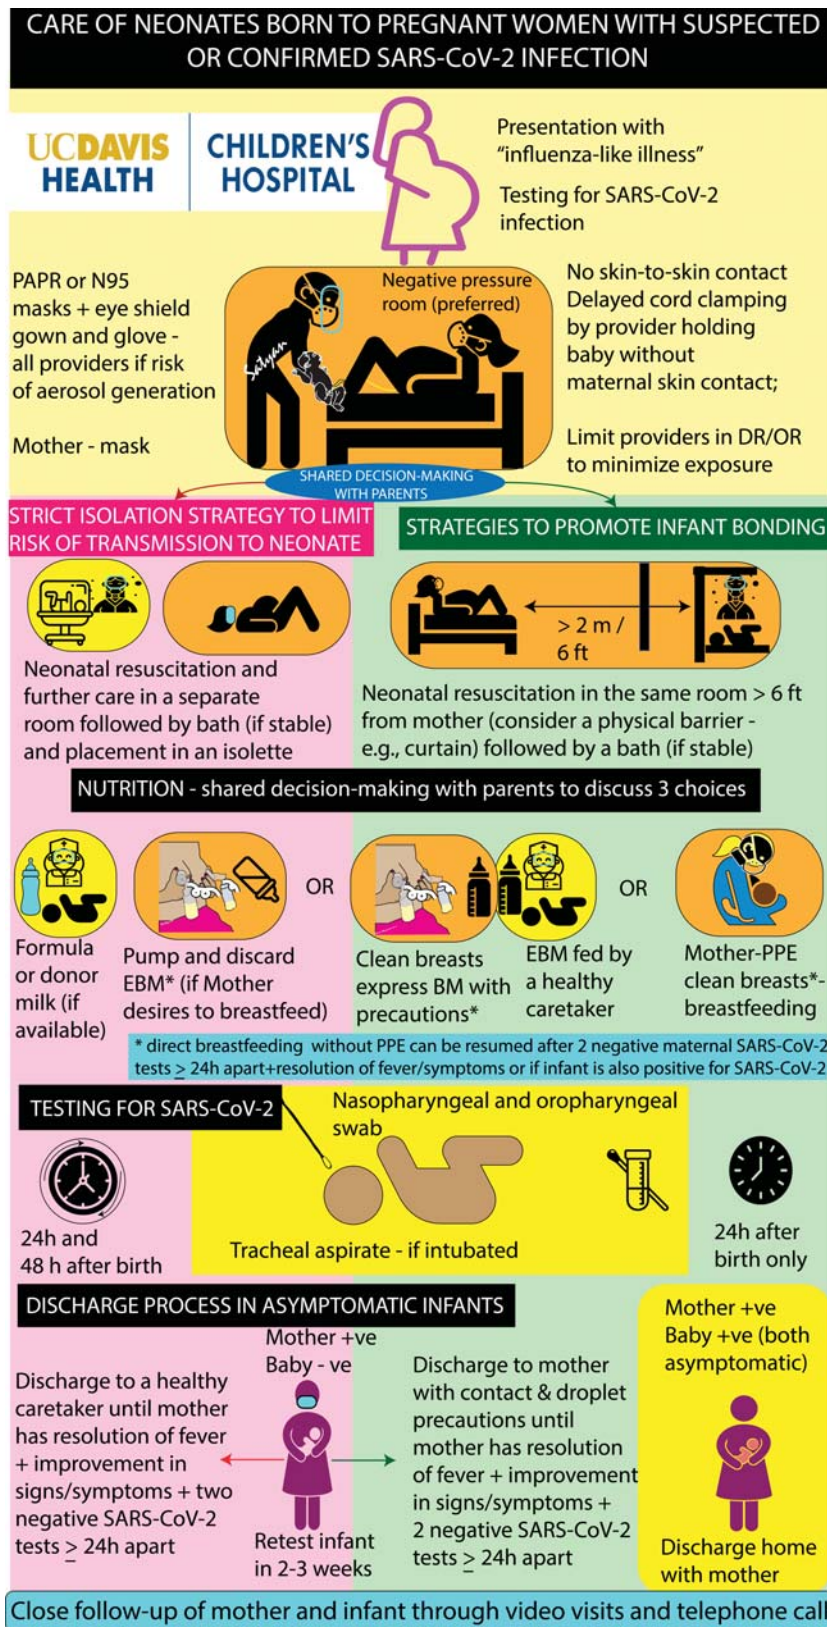 CARE OF NEONATES BORN TO PREGNANT WOMEN WITH SUSPECTED
OR CONFIRMED SARS-CoV-2 INFECTION
UCDAVIS
HEALTH
CHILDREN'S
HOSPITAL
Presentation with
“influenza-like illness”
Testing for SARS-CoV-2
infection
PAPR or N95
masks + eye shield
gown and glove -
all providers if risk
of aerosol generation
Mother - mask
Negative pressure
room (preferred)
Satyan
No skin-to-skin contact
Delayed cord clamping
by provider holding
baby without
maternal skin contact;
Limit providers in DR/OR
to minimize exposure
SHARED DECISION-MAKING
WITH PARENTS
STRICT ISOLATION STRATEGY TO LIMIT
RISK OF TRANSMISSION TO NEONATE
STRATEGIES TO PROMOTE INFANT BONDING
> 2 m /
6 ft
Neonatal resuscitation and
further care in a separate
room followed by bath (if stable)
and placement in an isolette
Neonatal resuscitation in the same room > 6 ft
from mother (consider a physical barrier -
e.g., curtain) followed by a bath (if stable)
NUTRITION - shared decision-making with parents to discuss 3 choices
OR
OR
Formula
or donor
milk (if
available)
Pump and discard
EBM* (if Mother
desires to breastfeed)
Clean breasts
express BM with
precautions*
EBM fed by
a healthy
caretaker
Mother-PPE
clean breasts*-
breastfeeding
* direct breastfeeding without PPE can be resumed after 2 negative maternal SARS-CoV-2
tests ≥ 24h apart+resolution of fever/symptoms or if infant is also positive for SARS-CoV-2
TESTING FOR SARS-CoV-2
Nasopharyngeal and oropharyngeal
swab
24h and
48 h after birth
Tracheal aspirate - if intubated
24h after
birth only
DISCHARGE PROCESS IN ASYMPTOMATIC INFANTS
Mother +ve
Baby - ve
Discharge to a healthy
caretaker until mother
has resolution of fever
+ improvement in
signs/symptoms + two
negative SARS-CoV-2
tests ≥ 24h apart
Retest infant
in 2-3 weeks
Discharge to mother
with contact & droplet
precautions until
mother has resolution
of fever + improvement
in signs/symptoms +
2 negative SARS-CoV-2
tests ≥ 24h apart
Mother +ve
Baby +ve (both
asymptomatic)
Discharge home
with mother
Close follow-up of mother and infant through video visits and telephone call